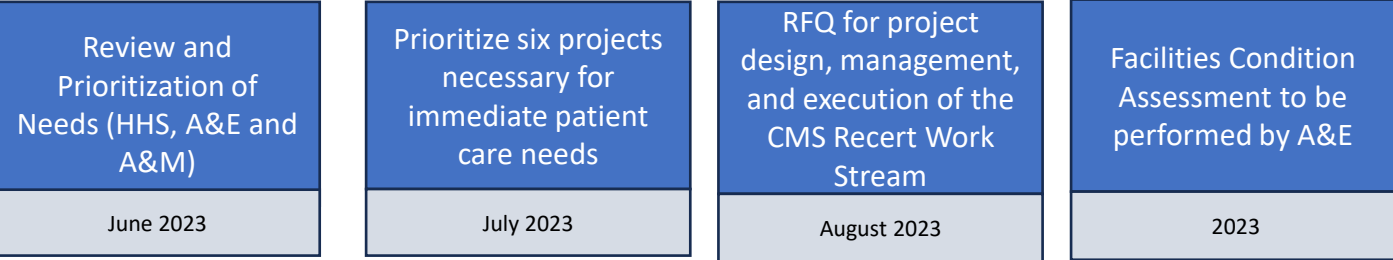 Review and
Prioritization of
Needs (HHS, A&E and
A&M)
June 2023
Prioritize six projects
necessary for
immediate patient
care needs
July 2023
RFQ for project
design, management,
and execution of the
CMS Recert Work
Stream
August 2023
Facilities Condition
Assessment to be
performed by A&E
2023